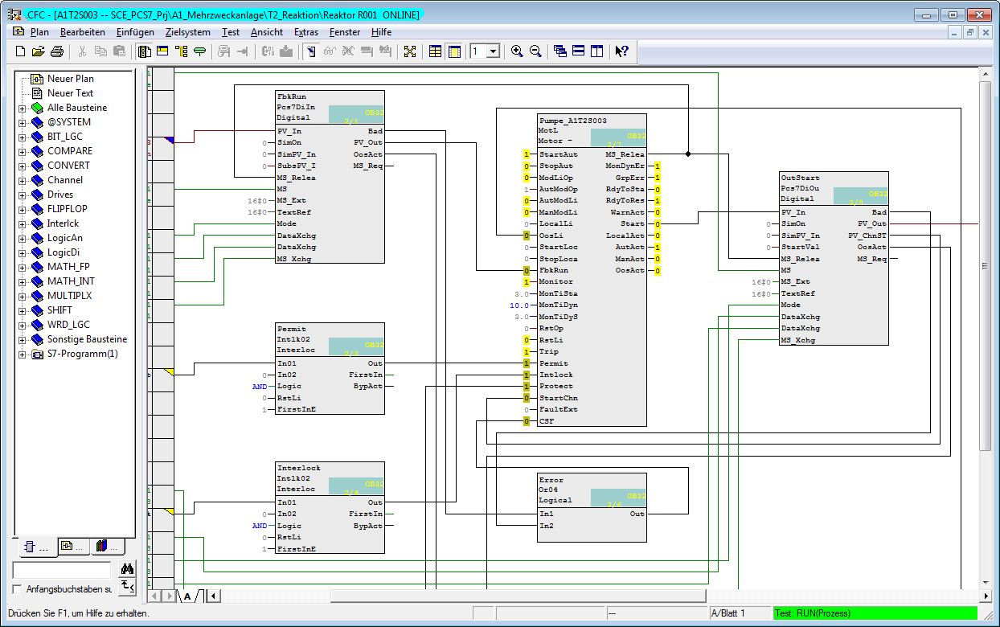 CFC - [A1T2S003 -- SCE_PCS7_Prj\A1_Mehrzweckanlage\T2_Reaktion\Reaktor R001 ONLINE]
Plan Bearbeiten Einfügen Zielsystem Test Ansicht Extras Fenster Hilfe
1
Neuer Plan
Neuer Text
Alle Bausteine
@SYSTEM
BIT_LGC
COMPARE
CONVERT
Channel
Drives
FLIPFLOP
Interlck
LogicAn
LogicDi
MATH_FP
MATH_INT
MULTIPLX
SHIFT
WRD_LGC
Sonstige Bausteine
S7-Programm(1)
... ... ...
Anfangsbuchstaben su
FbkRun
Pcs7DiIn
Digital OB32
2/1
PV_In Bad
0 SimOn PV_Out
0 SimPV_In OosAct
0 SubsPV_I MS_Req
MS_Relea
MS
16#0 MS_Ext
16#0 TextRef
Mode
DataXchg
DataXchg
MS_Xchg
Permit
Intlk02
Interloc OB32
2/3
In01 Out
0 In02 FirstIn
AND Logic BypAct
0 RstLi
1 FirstInE
Interlock
Intlk02
Interloc OB32
2/4
In01 Out
0 In02 FirstIn
AND Logic BypAct
0 RstLi
1 FirstInE
Pumpe_A1T2S003
MotL OB32
Motor - 2/7
1 StartAut MS_Relea
0 StopAut MonDynEr 1
0 ModLiOp GrpErr 1
1 AutModOp RdyToSta 0
0 AutModLi RdyToRes 1
0 ManModLi WarnAct 0
0 LocalLi Start 0
0 OosLi LocalAct 0
0 StartLoc AutAct 1
0 StopLoca ManAct 0
0 FbkRun OosAct 0
1 Monitor
3.0 MonTiSta
10.0 MonTiDyn
3.0 MonTiDyS
0 RstOp
0 RstLi
1 Trip
1 Permit
1 Intlock
1 Protect
0 StartChn
0 FaultExt
0 CSF
Error
Or04
Logical OB32
2/6
In1 Out
In2
OutStart
Pcs7DiOu
Digital OB32
PV_In Bad
0 SimOn PV_Out
0 SimPV_In PV_ChnST
0 StartVal OosAct
MS_Relea MS_Req
MS
16#0 MS_Ext
16#0 TextRef
Mode
DataXchg
DataXchg
MS_Xchg
A
Drücken Sie F1, um Hilfe zu erhalten. --- A/Blatt 1 Test: RUN(Prozess)